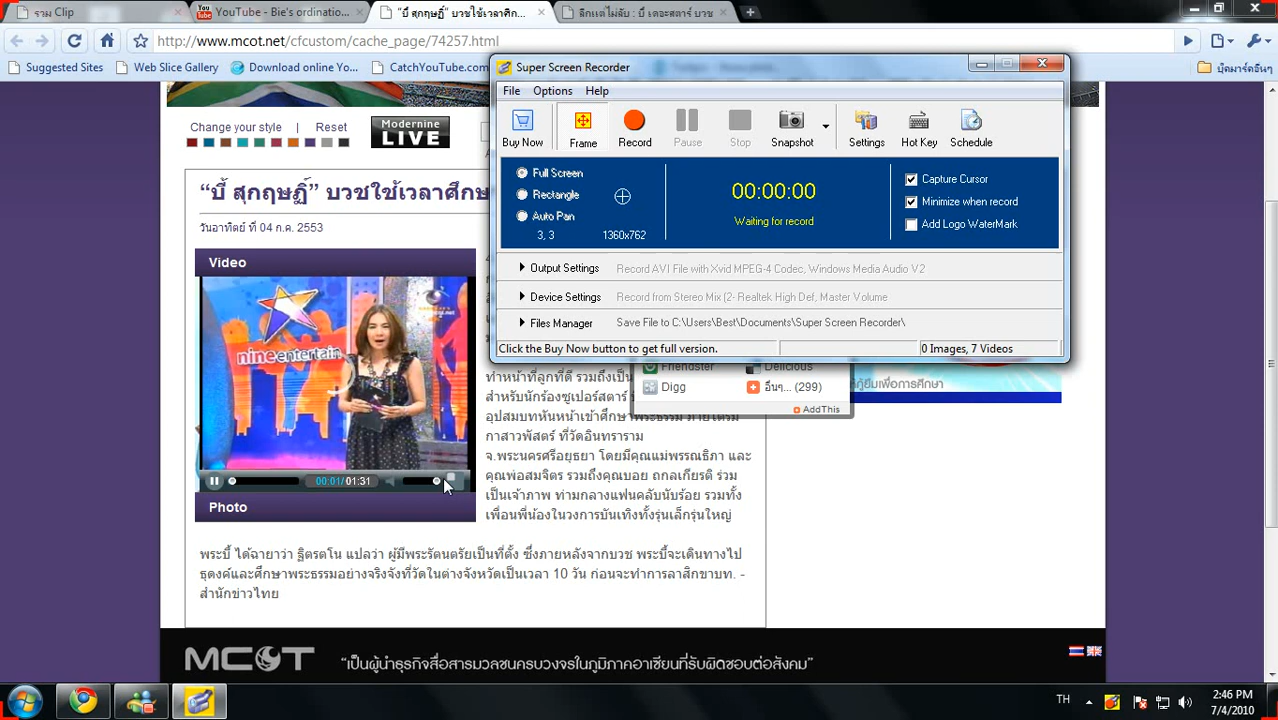 รวม Clip
YouTube - Bie's ordinatio...
“บี้ สุกฤษฏิ์” บวชใช้เวลาศึก...
ลึกแต่ไม่ลับ : บี้ เดอะสตาร์ บวช
http://www.mcot.net/cfcustom/cache_page/74257.html
Suggested Sites
Web Slice Gallery
Download online Yo...
CatchYouTube.com
บุ๊คมาร์คอื่นๆ
Change your style | Reset
Modernine
LIVE
“บี้ สุกฤษฏิ์” บวชใช้เวลาศึกษ
วันอาทิตย์ ที่ 04 ก.ค. 2553
Video
nineentertain
00:01/01:31
Photo
Super Screen Recorder
File Options Help
Buy Now Frame Record Pause Stop Snapshot Settings Hot Key Schedule
Full Screen
Rectangle
Auto Pan
3, 3 1360x762
00:00:00
Waiting for record
Capture Cursor
Minimize when record
Add Logo WaterMark
Output Settings Record AVI File with Xvid MPEG-4 Codec, Windows Media Audio V2
Device Settings Record from Stereo Mix (2- Realtek High Def, Master Volume
Files Manager Save File to C:\Users\Best\Documents\Super Screen Recorder\
Click the Buy Now button to get full version. 0 Images, 7 Videos
Friendster Delicious
Digg อื่นๆ... (299)
AddThis
กู้ยืมเพื่อการศึกษา
ทำหน้าที่ลูกที่ดี รวมถึงเป็น
สำหรับนักร้องซูเปอร์สตาร์
อุปสมบทหันหน้าเข้าศึกษา พระธรรม ภายใต้ร่ม
กาสาวพัสตร์ ที่วัดอินทราราม
จ.พระนครศรีอยุธยา โดยมีคุณแม่พรรณธิภา และ
คุณพ่อสมจิตร รวมถึงคุณบอย ถกลเกียรติ ร่วม
เป็นเจ้าภาพ ท่ามกลางแฟนคลับนับร้อย รวมทั้ง
เพื่อนพี่น้องในวงการบันเทิงทั้งรุ่นเล็กรุ่นใหญ่
พระบี้ ได้ฉายาว่า ฐิตรตโน แปลว่า ผู้มีพระรัตนตรัยเป็นที่ตั้ง ซึ่งภายหลังจากบวช พระบี้จะเดินทางไป
ธุดงค์และศึกษาพระธรรมอย่างจริงจังที่วัดในต่างจังหวัดเป็นเวลา 10 วัน ก่อนจะทำการลาสิกขาบท. -
สำนักข่าวไทย
MCOT “เป็นผู้นำธุรกิจสื่อสารมวลชนครบวงจรในภูมิภาคอาเซียนที่รับผิดชอบต่อสังคม”
TH
2:46 PM
7/4/2010